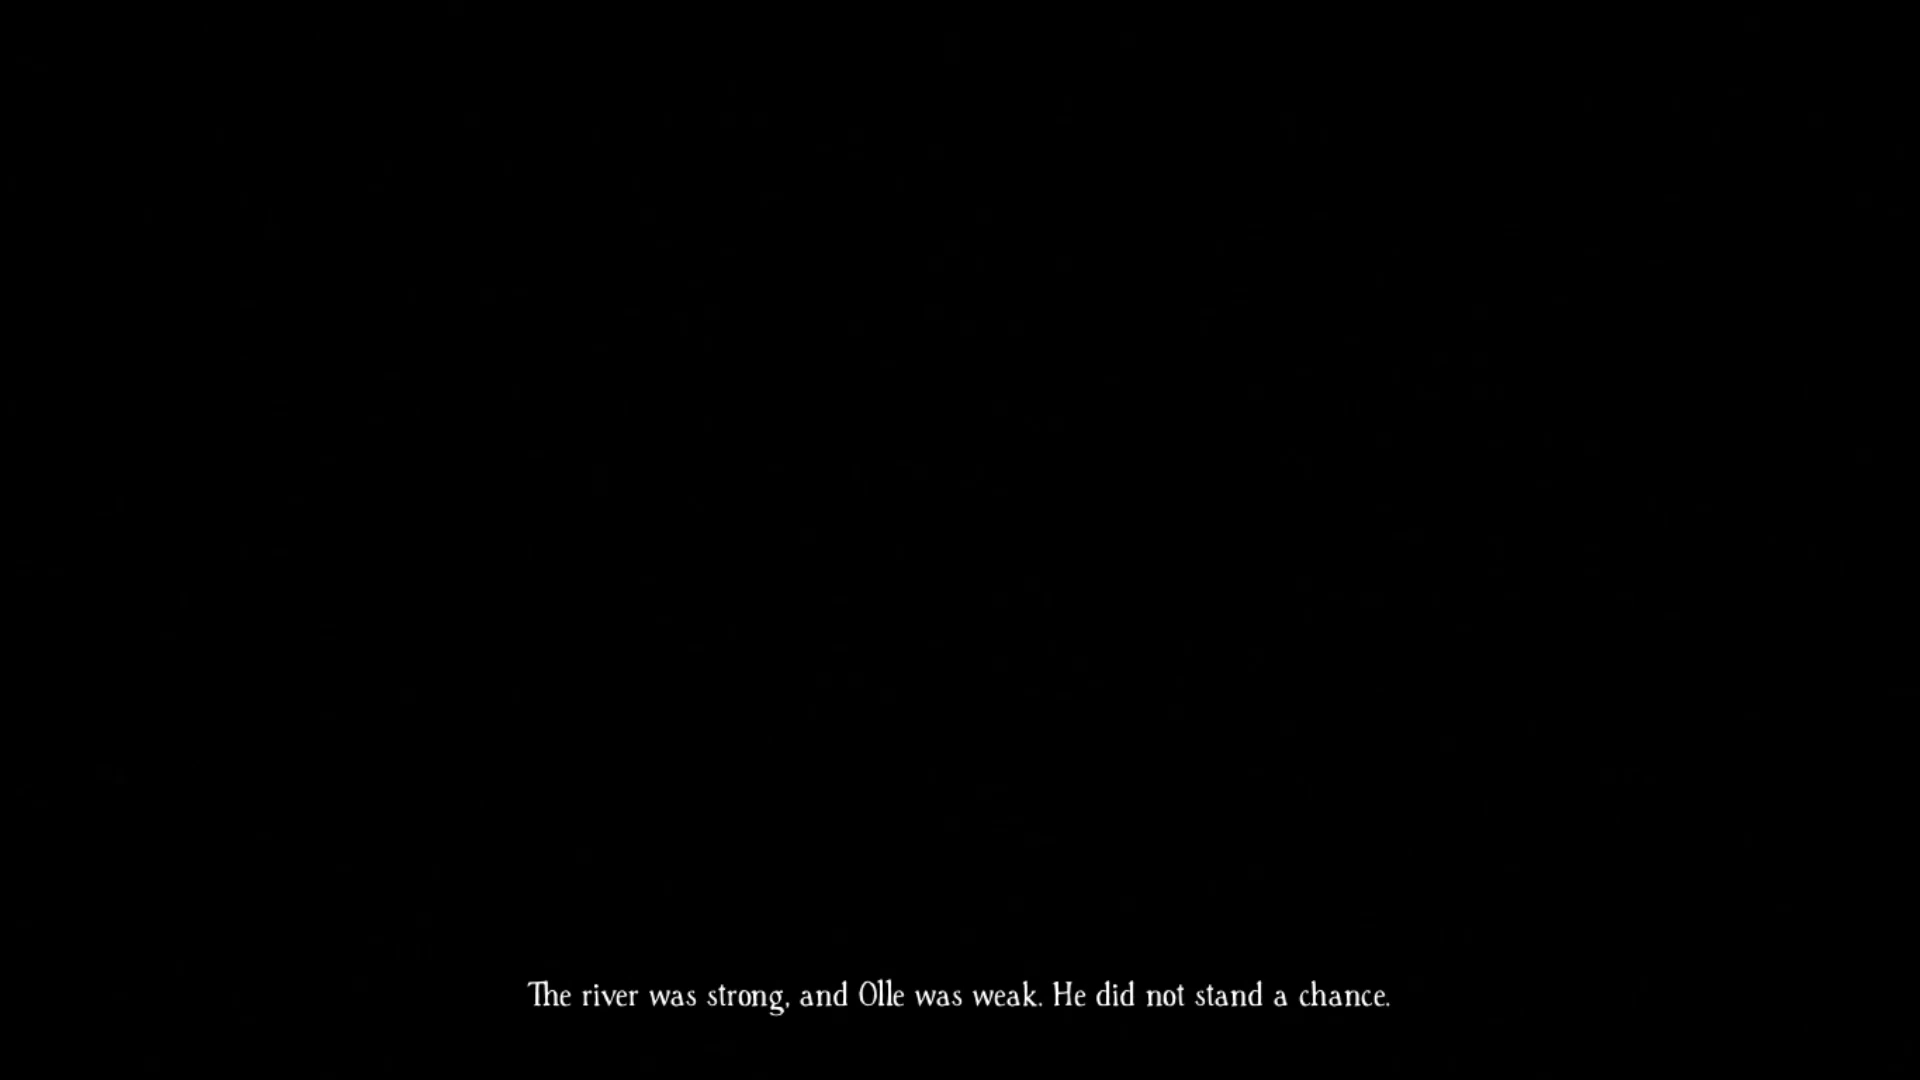 The river was strong, and Olle was weak. He did not stand a chance.